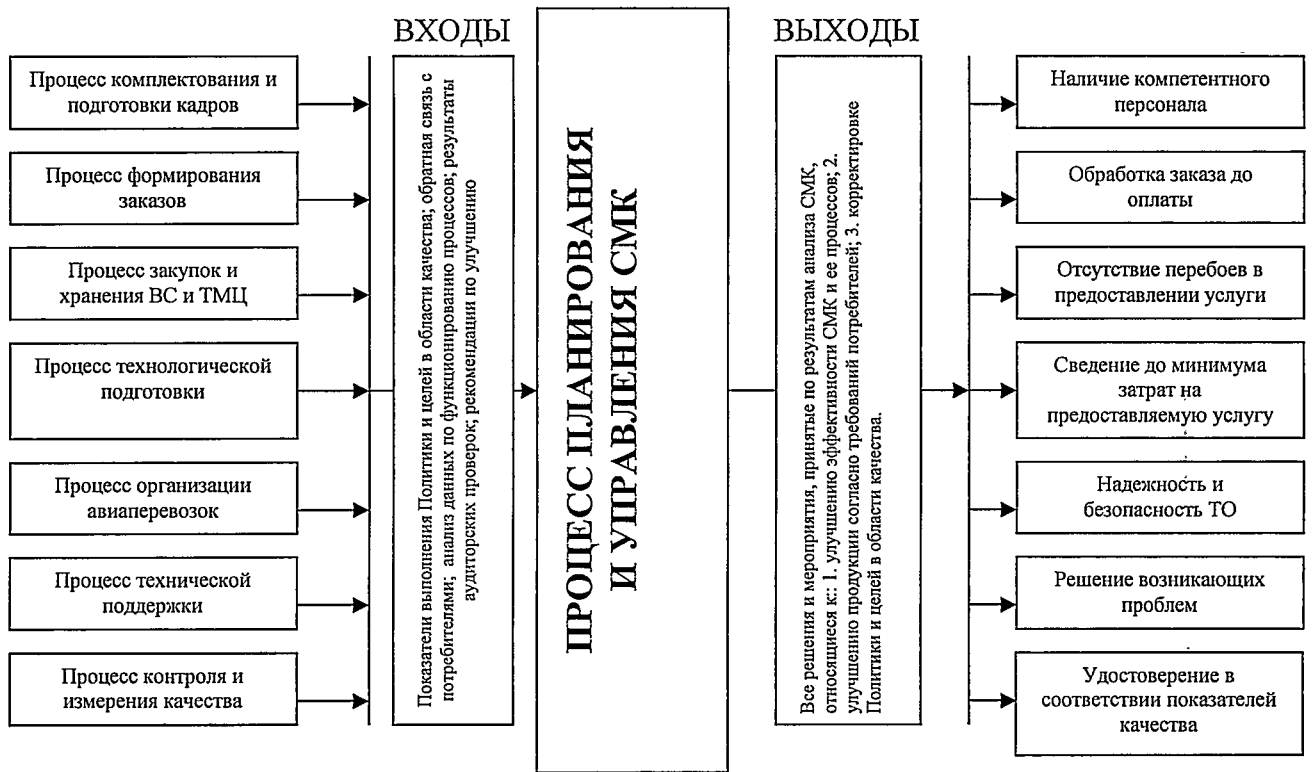 ВХОДЫ
Процесс комплектования и
подготовки кадров
Процесс формирования
заказов
Процесс закупок и
хранения ВС и ТМЦ
Процесс технологической
подготовки
Процесс организации
авиаперевозок
Процесс технической
поддержки
Процесс контроля и
измерения качества
Показатели выполнения Политики и целей в области качества; обратная связь с
потребителями; анализ данных по функционированию процессов; результаты
аудиторских проверок; рекомендации по улучшению
ПРОЦЕСС ПЛАНИРОВАНИЯ
И УПРАВЛЕНИЯ СМК
ВЫХОДЫ
Все решения и мероприятия, принятые по результатам анализа СМК,
относящиеся к:: 1. улучшению эффективности СМК и ее процессов; 2.
улучшению продукции согласно требований потребителей; 3. корректировке
Политики и целей в области качества.
Наличие компетентного
персонала
Обработка заказа до
оплаты
Отсутствие перебоев в
предоставлении услуги
Сведение до минимума
затрат на
предоставляемую услугу
Надежность и
безопасность ТО
Решение возникающих
проблем
Удостоверение в
соответствии показателей
качества